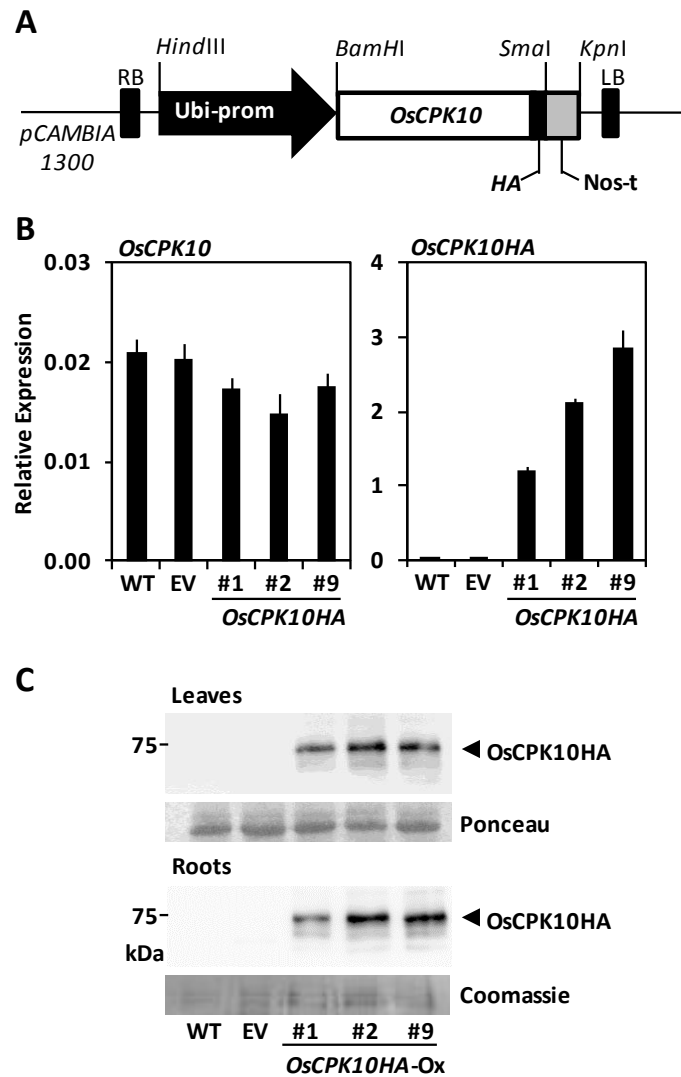 A
HindIII
BamHI
SmaI
KpnI
RB
LB
Ubi-prom
OsCPK10
pCAMBIA
1300
HA
Nos-t
B
OsCPK10
OsCPK10HA
Relative Expression
0.03
0.02
0.01
0.00
4
3
2
1
0
WT EV #1 #2 #9
OsCPK10HA
WT EV #1 #2 #9
OsCPK10HA
C
Leaves
75
OsCPK10HA
Ponceau
Roots
75
kDa
OsCPK10HA
Coomassie
WT EV #1 #2 #9
OsCPK10HA-Ox